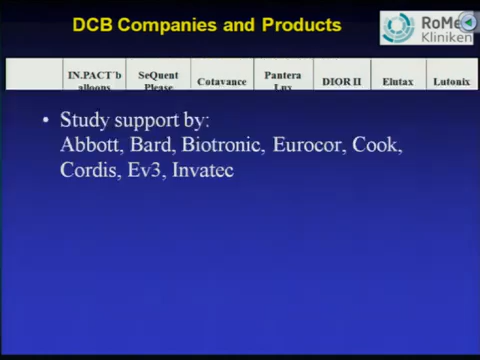 DCB Companies and Products
RoMed
Kliniken
IN.PACT b
alloons
SeQuent
Please
Cotavance
Pantera
Lux
DIOR II
Elutax
Lutonix
• Study support by:
Abbott, Bard, Biotronic, Eurocor, Cook,
Cordis, Ev3, Invatec